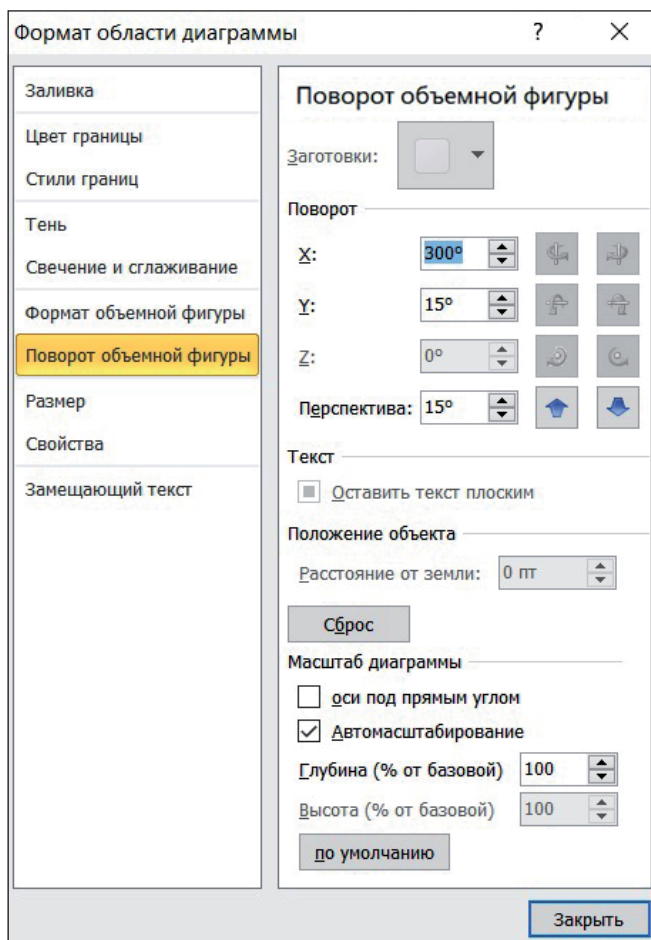 Формат области диаграммы ?
Заливка
Цвет границы
Стили границ
Тень
Свечение и сглаживание
Формат объемной фигуры
Поворот объемной фигуры
Размер
Свойства
Замещающий текст
Поворот объемной фигуры
Заготовки:
Поворот
X: 300°
Y: 15°
Z: 0°
Перспектива: 15°
Текст
Оставить текст плоским
Положение объекта
Расстояние от земли: 0 пт
Сброс
Масштаб диаграммы
оси под прямым углом
Автомасштабирование
Глубина (% от базовой) 100
Высота (% от базовой) 100
по умолчанию
Закрыть